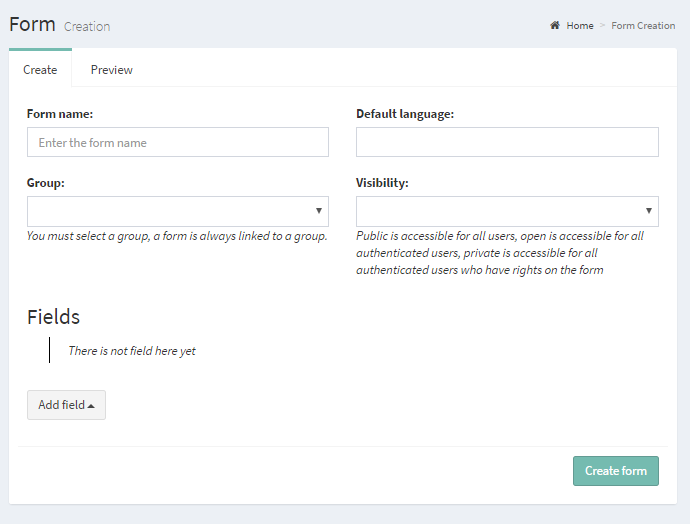 Form Creation
Home > Form Creation
Create Preview
Form name:
Default language:
Enter the form name
Group:
Visibility:
You must select a group, a form is always linked to a group.
Public is accessible for all users, open is accessible for all
authenticated users, private is accessible for all
authenticated users who have rights on the form
Fields
There is not field here yet
Add field
Create form